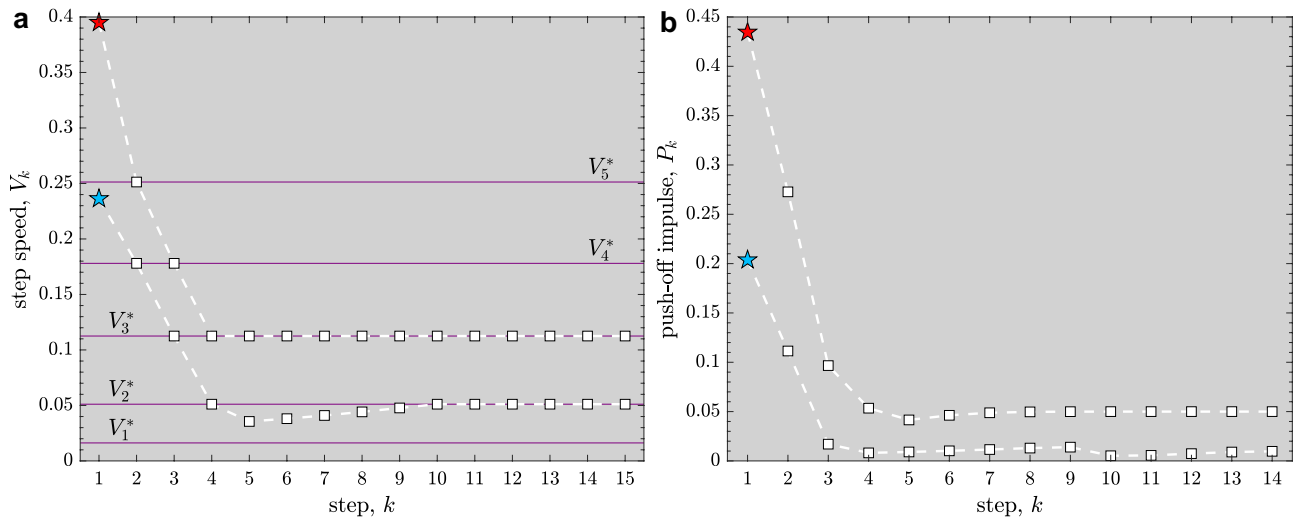 a
0.4
0.35
0.3
0.25
0.2
0.15
0.1
0.05
0
step speed, V_k
V_5^*
V_4^*
V_3^*
V_2^*
V_1^*
1 2 3 4 5 6 7 8 9 10 11 12 13 14 15
step, k
b
0.45
0.4
0.35
0.3
0.25
0.2
0.15
0.1
0.05
0
push-off impulse, P_k
1 2 3 4 5 6 7 8 9 10 11 12 13 14
step, k